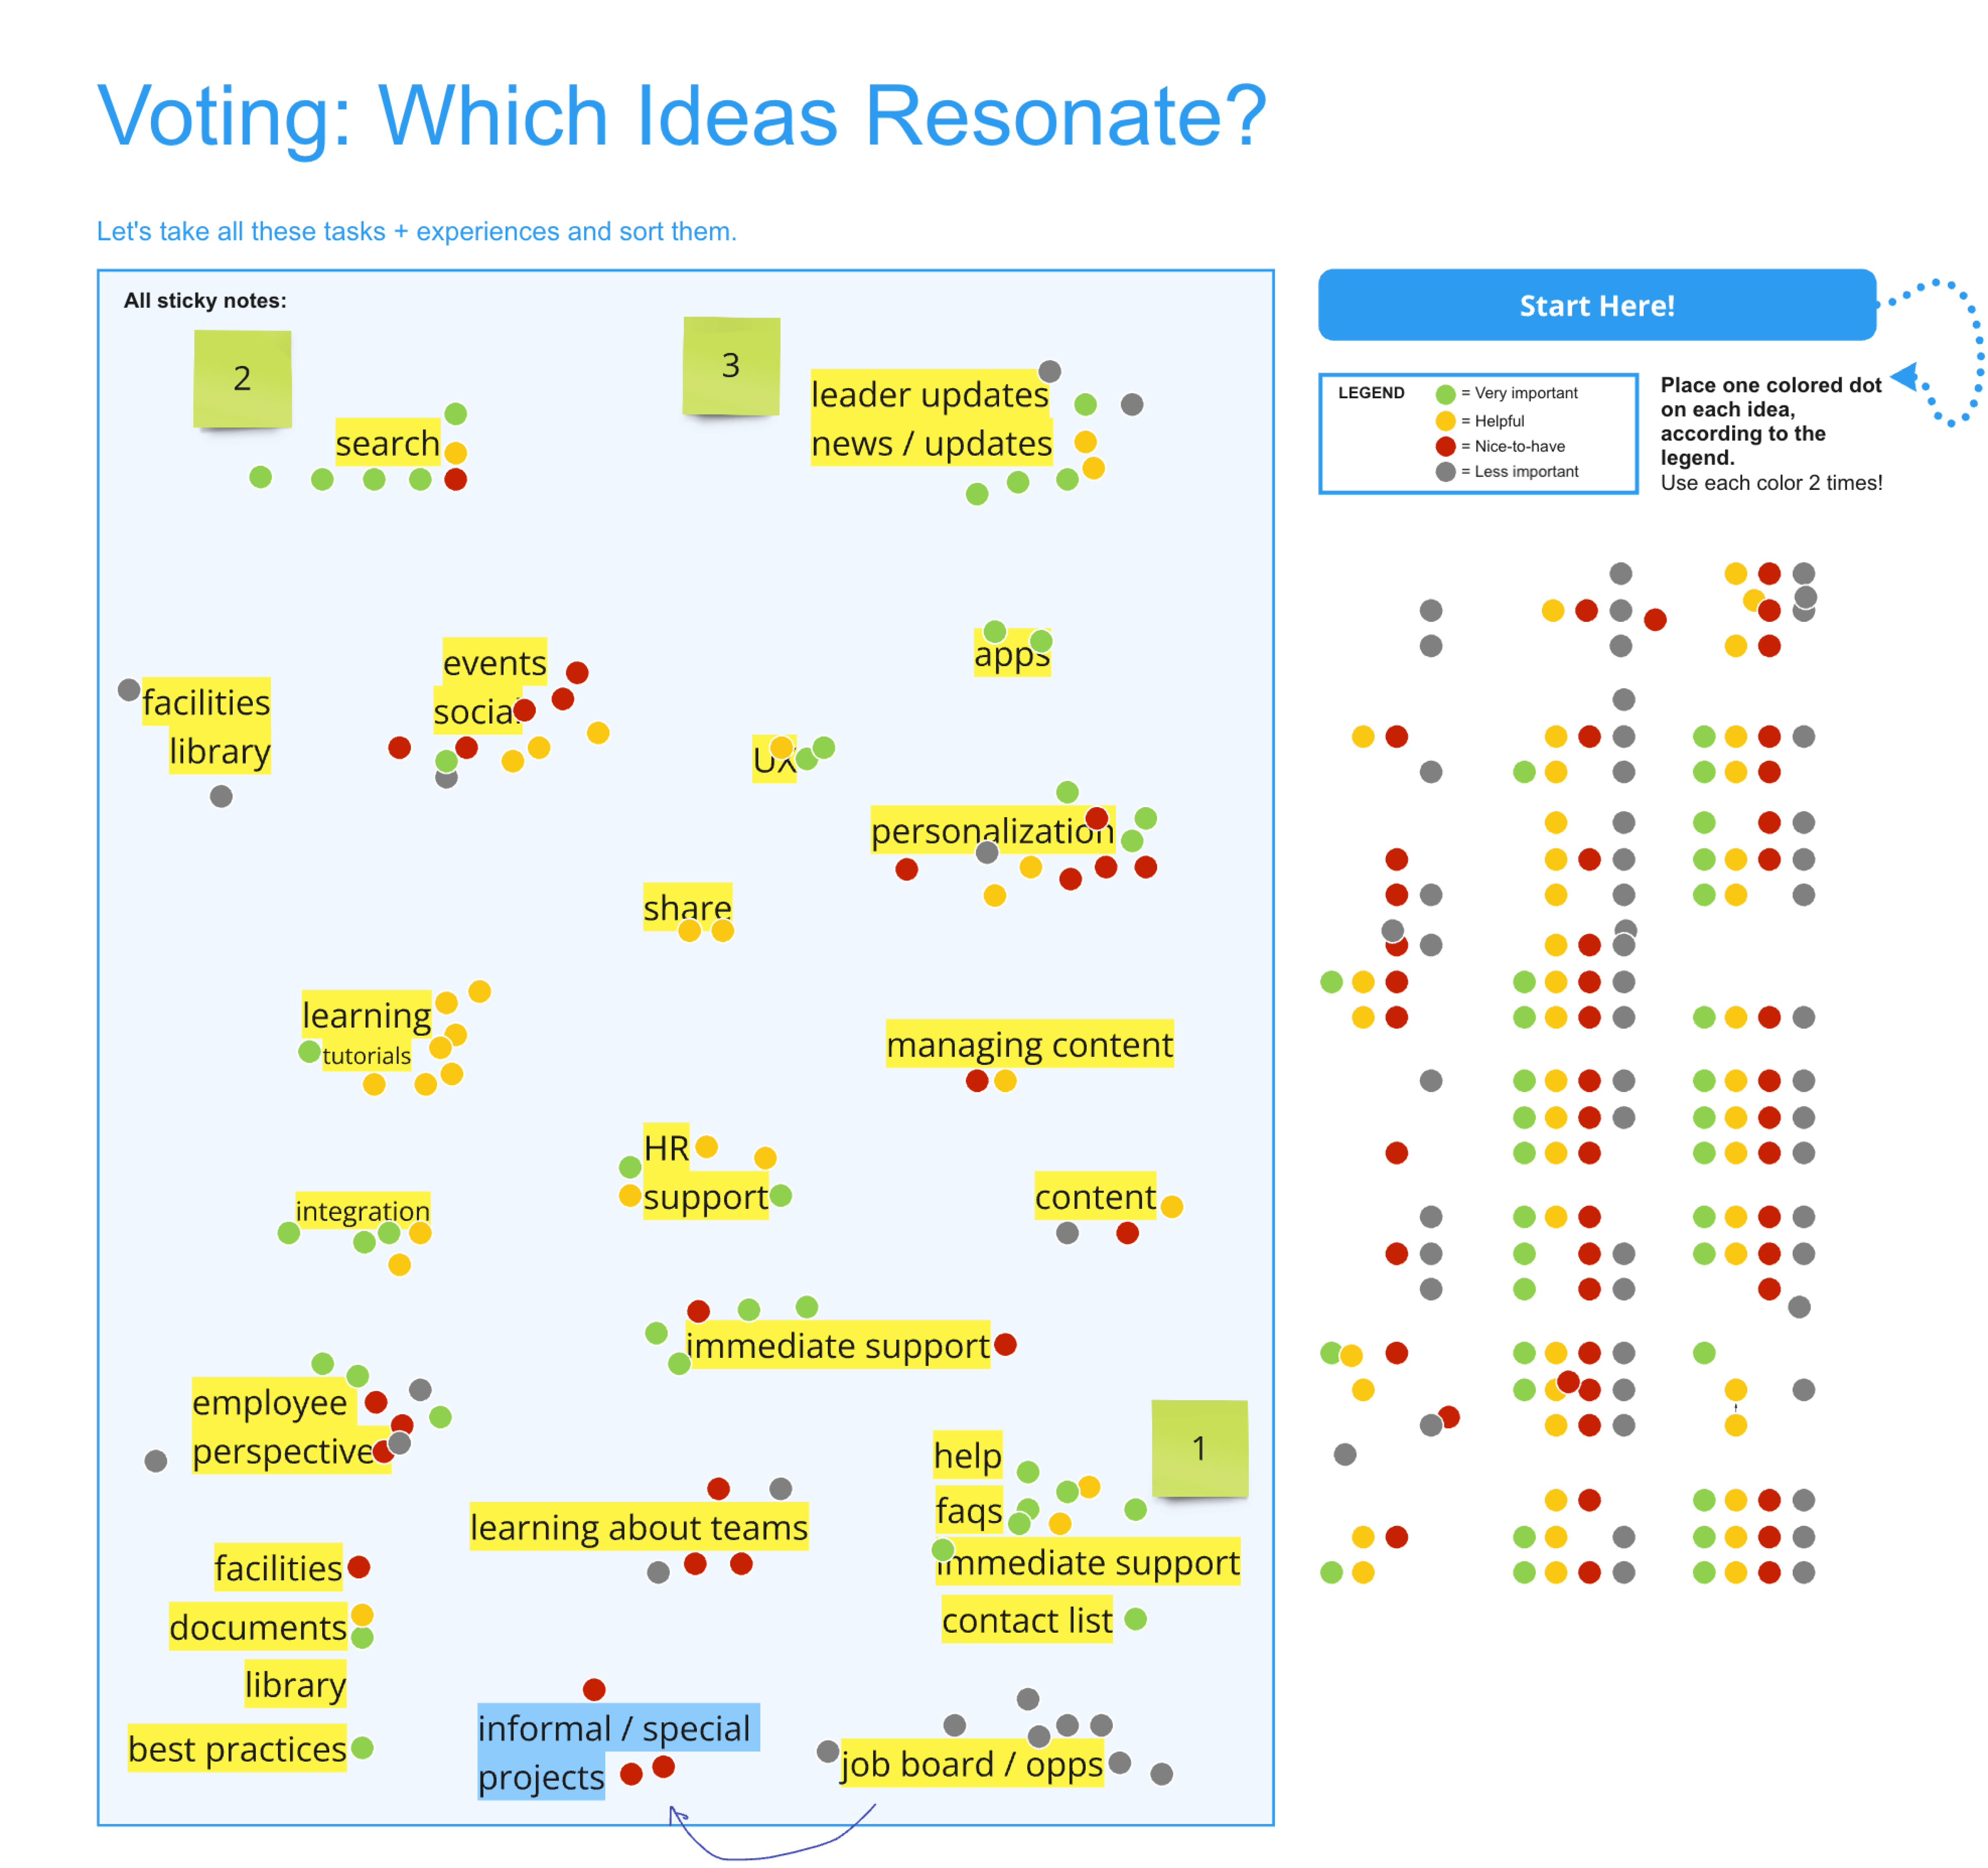 Voting: Which Ideas Resonate?
Let's take all these tasks + experiences and sort them.
All sticky notes:
2
search
3
leader updates
news / updates
facilities
library
events
social
apps
UX
personalization
share
learning
tutorials
managing content
HR
support
content
integration
immediate support
employee
perspective
learning about teams
help
faqs
immediate support
contact list
1
facilities
documents
library
best practices
informal / special
projects
job board / opps
Start Here!
LEGEND
= Very important
= Helpful
= Nice-to-have
= Less important
Place one colored dot
on each idea,
according to the
legend.
Use each color 2 times!